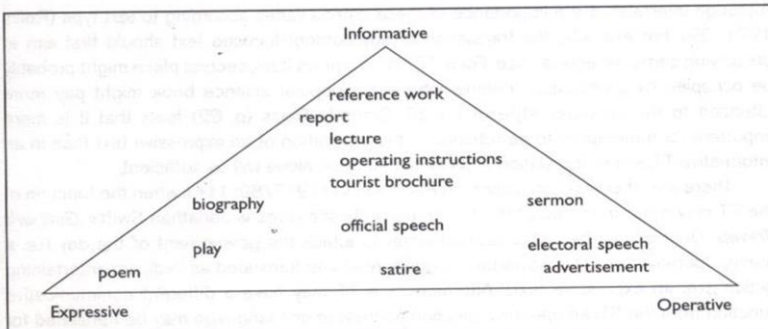 Informative
reference work
report
lecture
operating instructions
tourist brochure
biography sermon
official speech
play electoral speech
poem satire advertisement
Expressive Operative